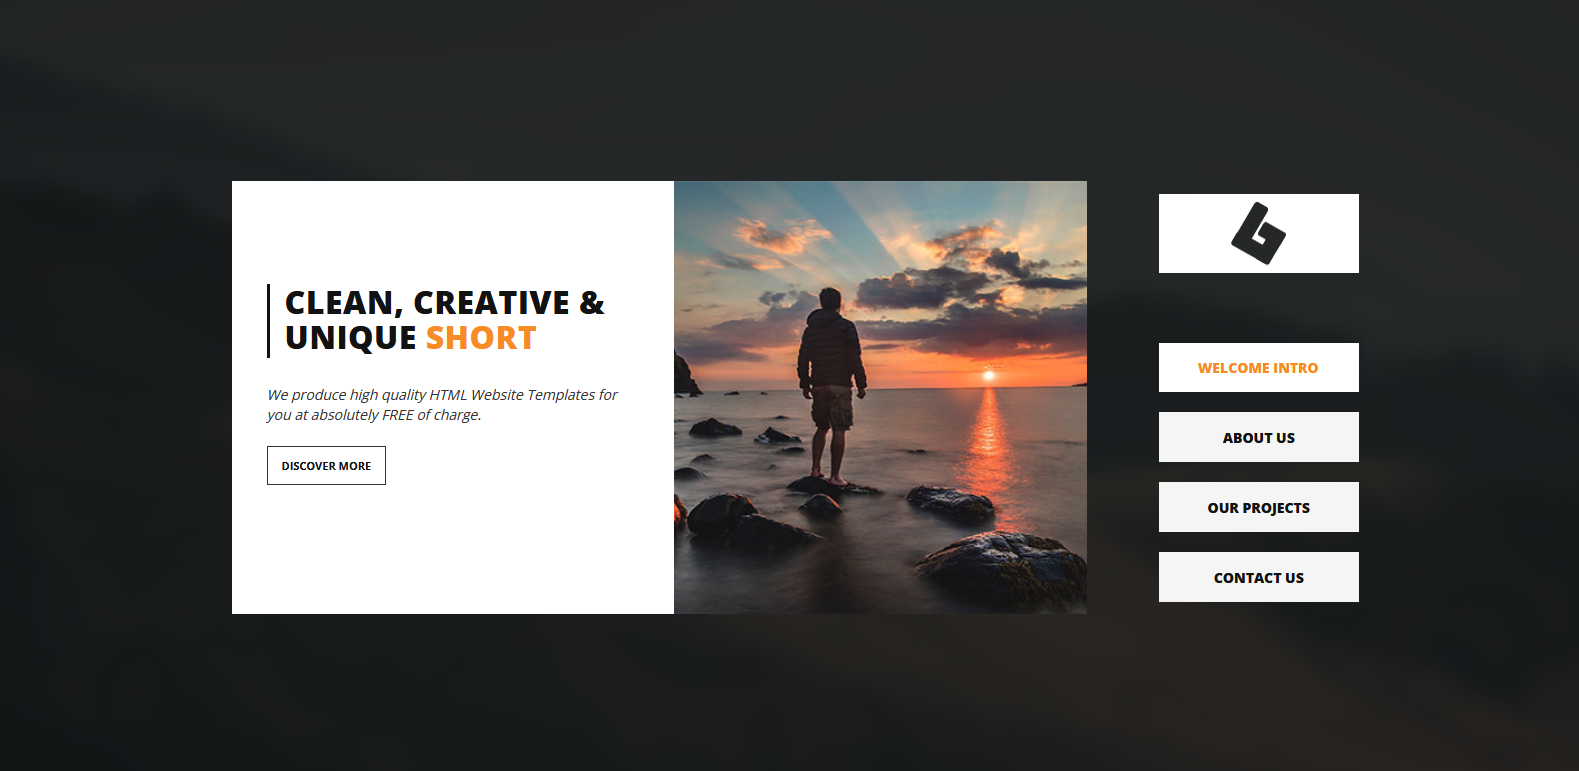 CLEAN, CREATIVE &
UNIQUE SHORT
We produce high quality HTML Website Templates for
you at absolutely FREE of charge.
DISCOVER MORE
WELCOME INTRO
ABOUT US
OUR PROJECTS
CONTACT US